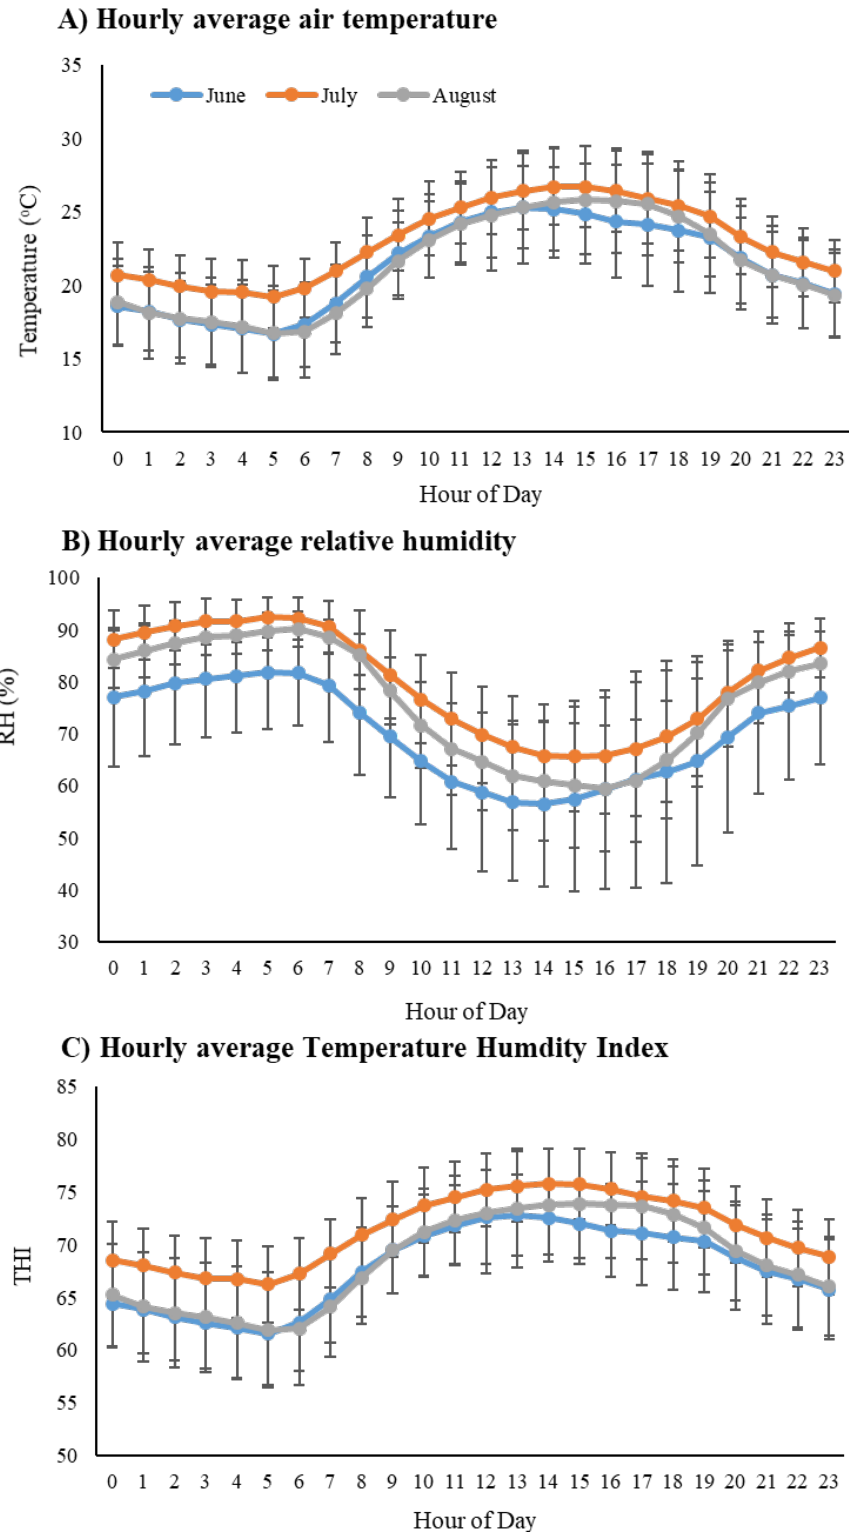 A) Hourly average air temperature
35
June July August
30
25
20
15
10
Temperature (°C)
0 1 2 3 4 5 6 7 8 9 10 11 12 13 14 15 16 17 18 19 20 21 22 23
Hour of Day
B) Hourly average relative humidity
100
90
80
70
60
50
40
30
RH (%)
0 1 2 3 4 5 6 7 8 9 10 11 12 13 14 15 16 17 18 19 20 21 22 23
Hour of Day
C) Hourly average Temperature Humdity Index
85
80
75
70
65
60
55
50
THI
0 1 2 3 4 5 6 7 8 9 10 11 12 13 14 15 16 17 18 19 20 21 22 23
Hour of Day